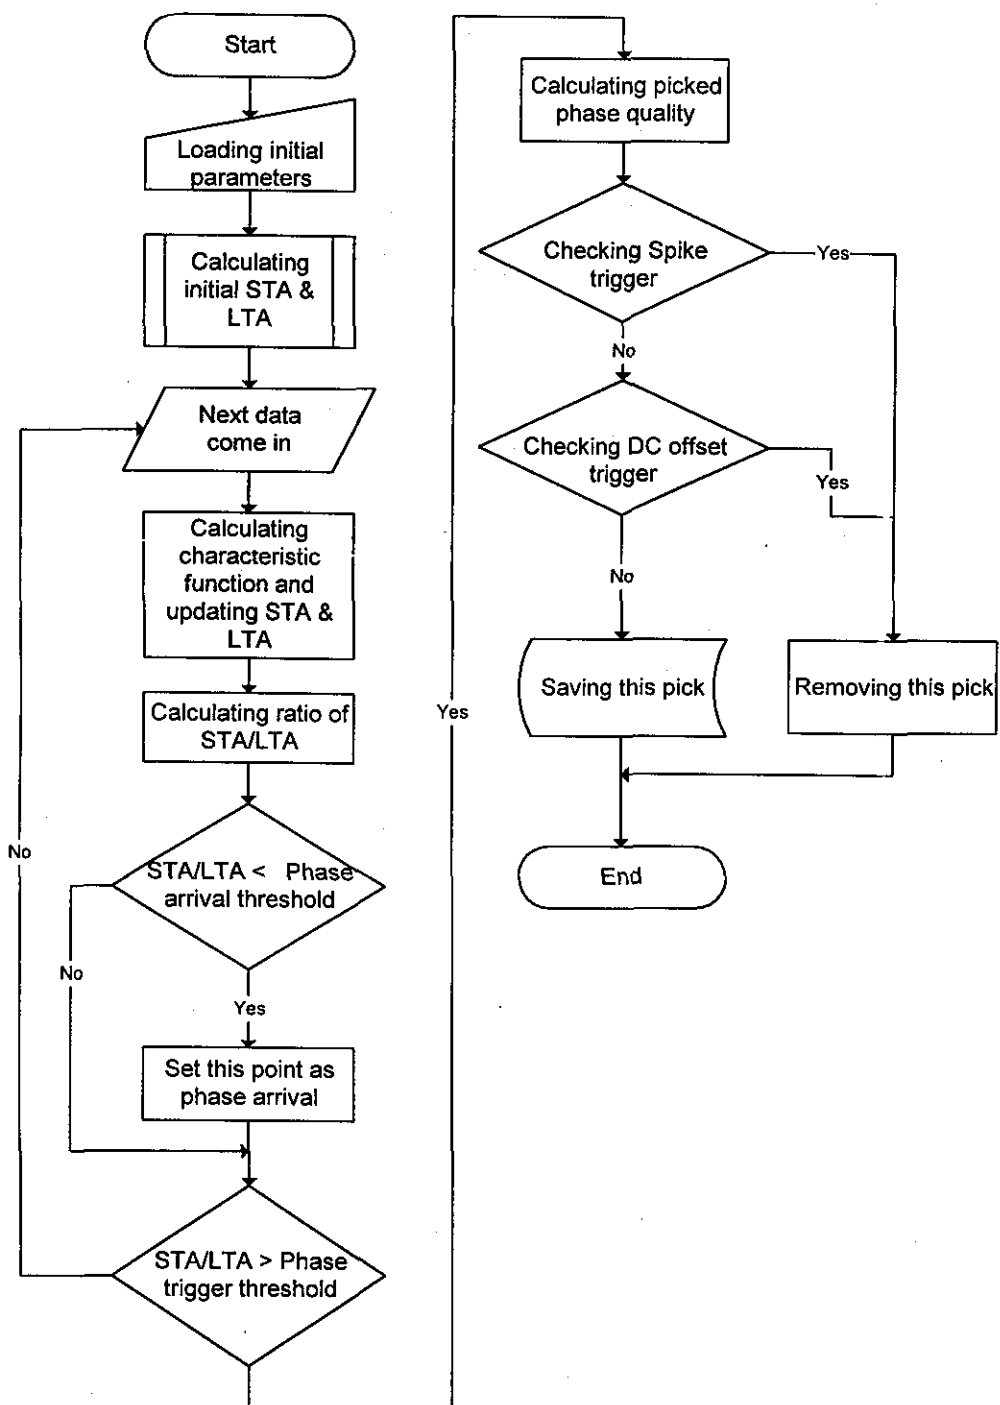 Start
Loading initial
parameters
Calculating
initial STA &
LTA
Next data
come in
Calculating
characteristic
function and
updating STA &
LTA
Calculating ratio of
STA/LTA
STA/LTA < Phase
arrival threshold
No
Yes
Set this point as
phase arrival
STA/LTA > Phase
trigger threshold
No
Yes
Calculating picked
phase quality
Checking Spike
trigger
Yes
No
Checking DC offset
trigger
Yes
No
Saving this pick
Removing this pick
End